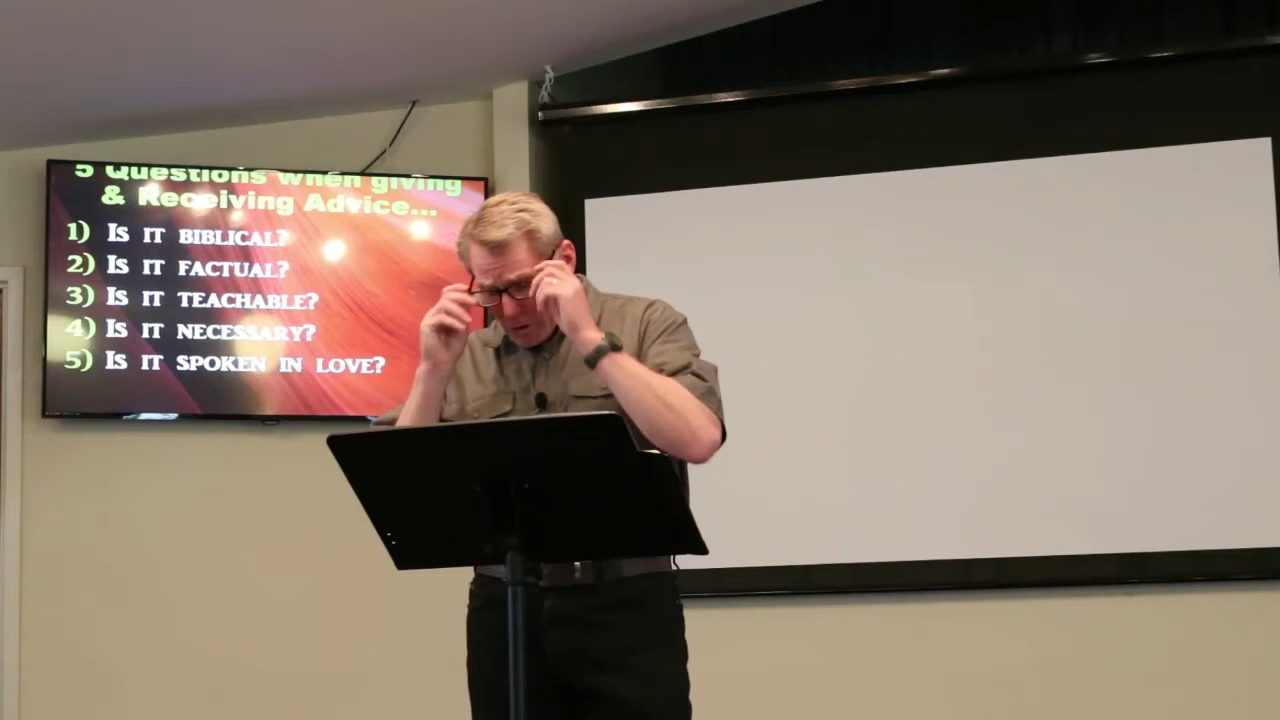 5 Questions when giving
& Receiving Advice...
1) Is it biblical?
2) Is it factual?
3) Is it teachable?
4) Is it necessary?
5) Is it spoken in love?